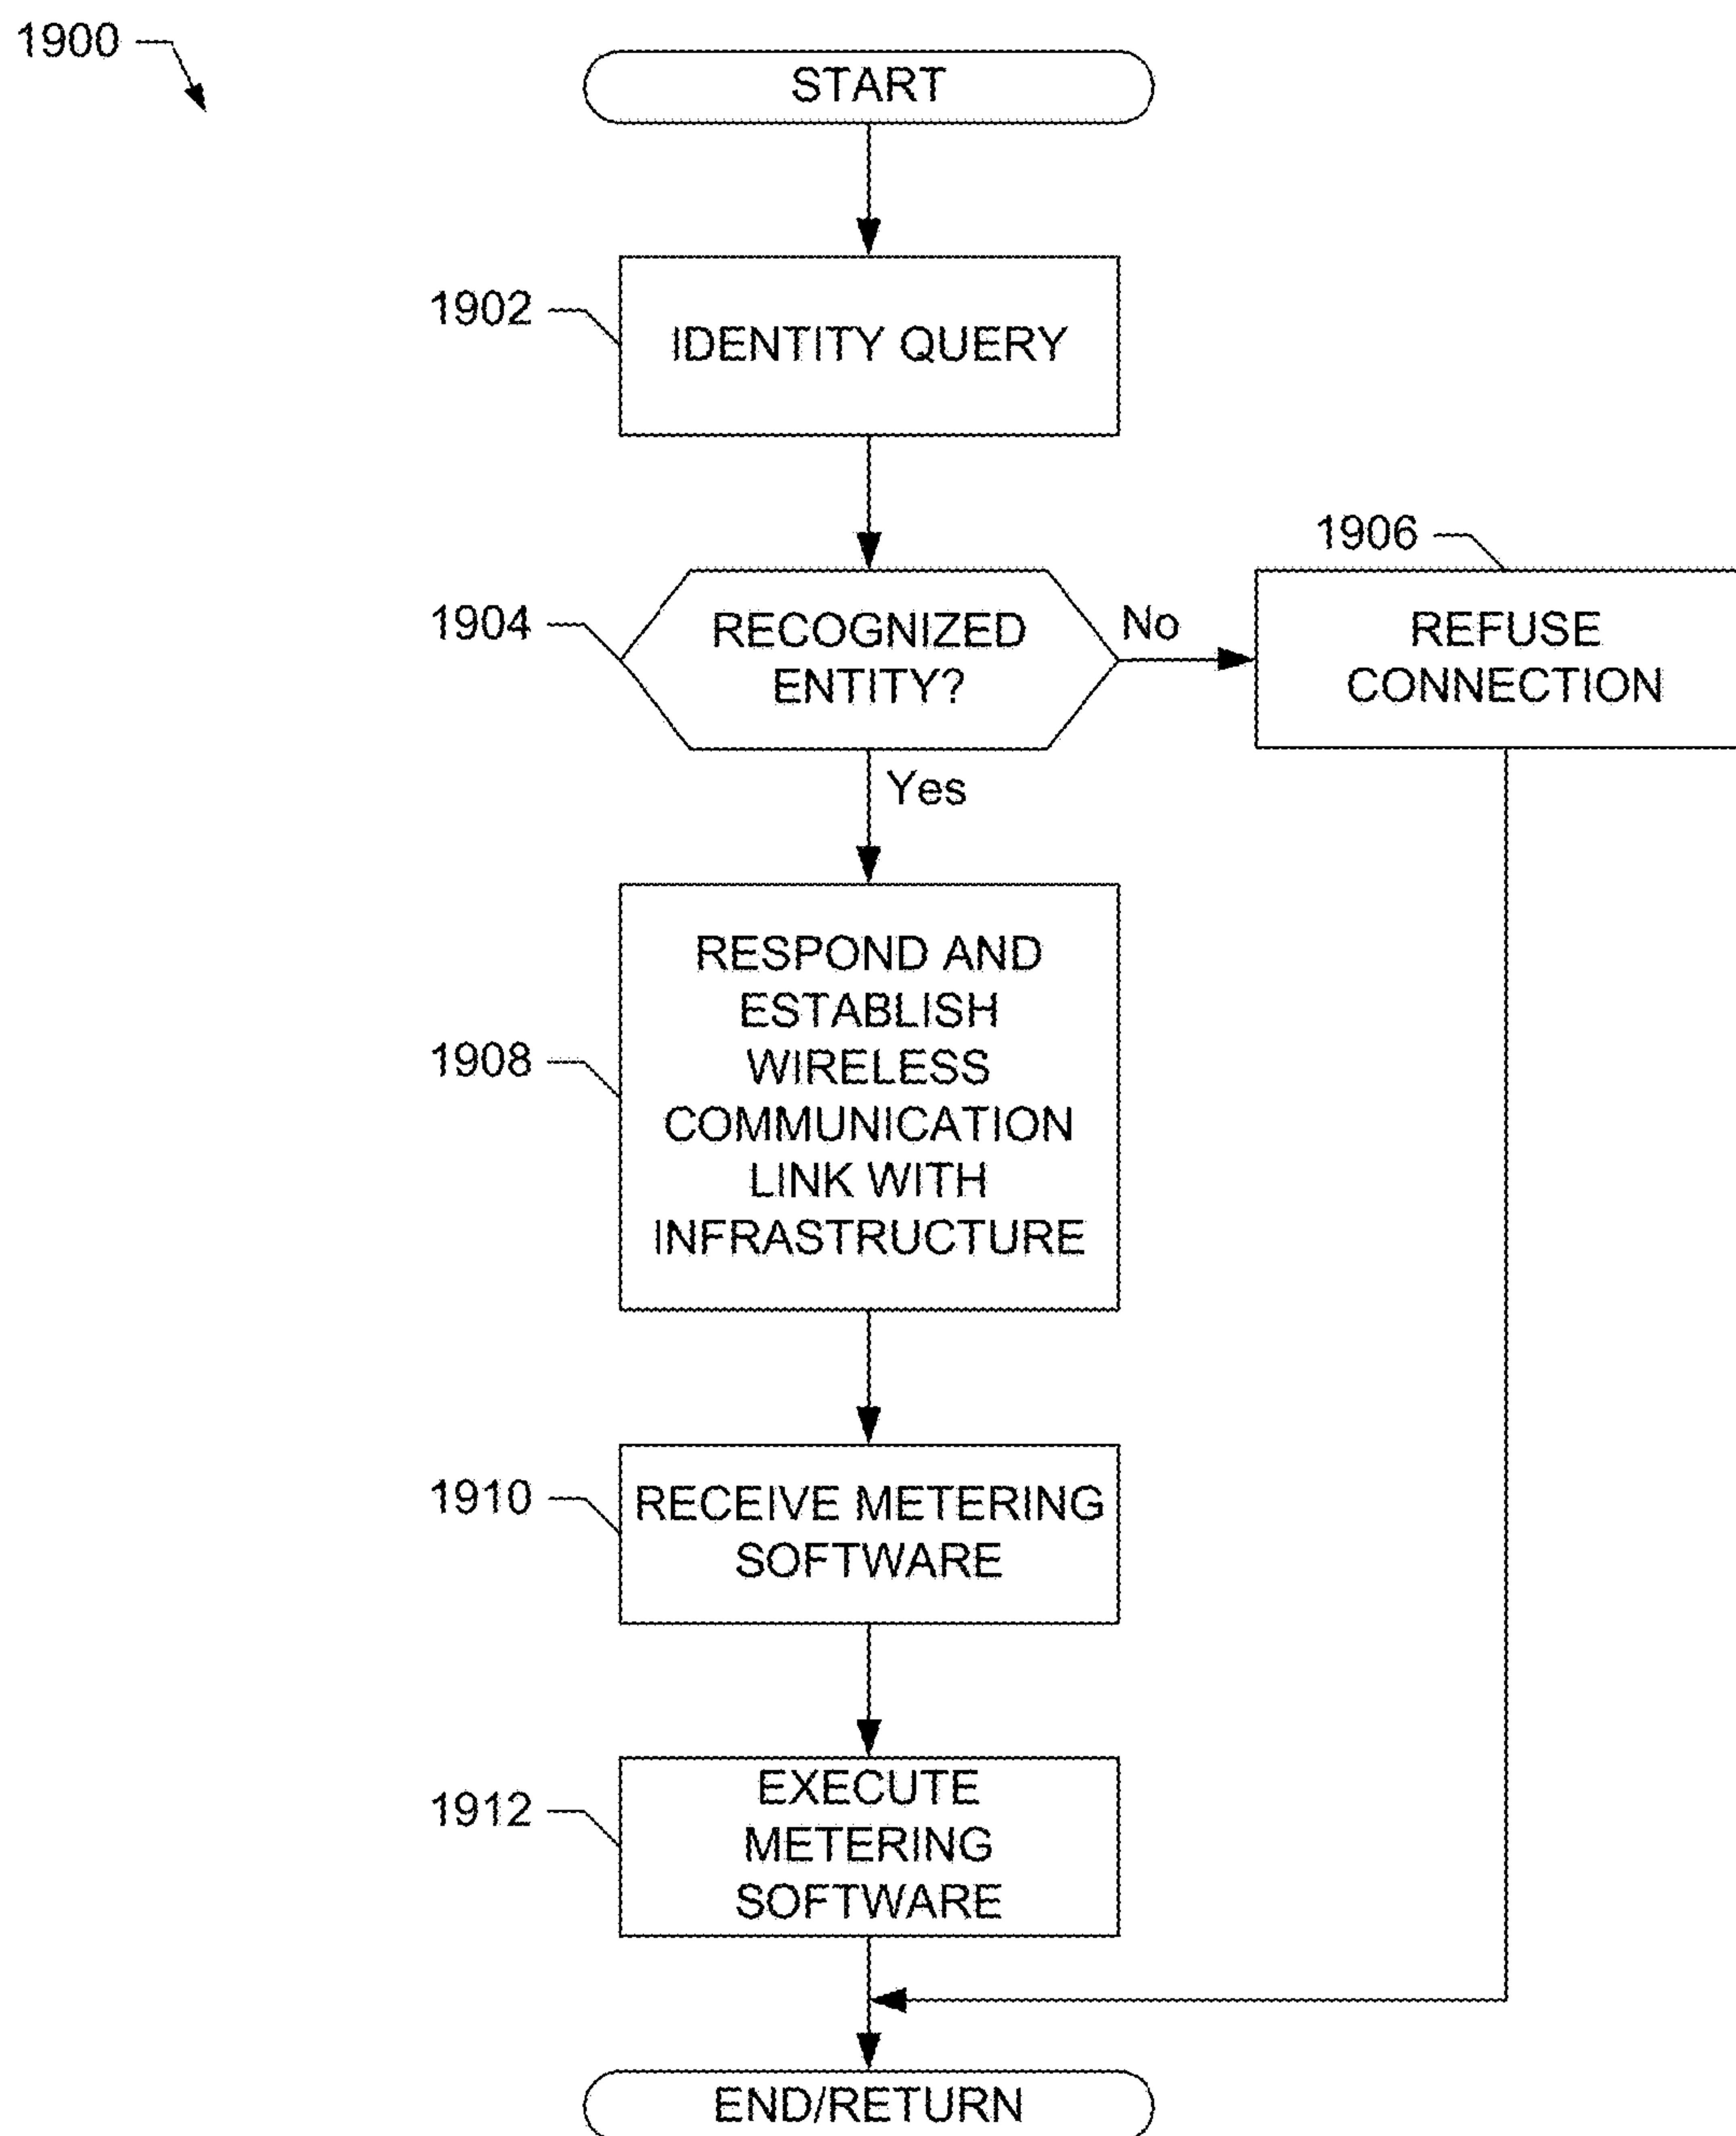 1900
START
1902
IDENTITY QUERY
1904
RECOGNIZED
ENTITY?
No
1906
REFUSE
CONNECTION
Yes
1908
RESPOND AND
ESTABLISH
WIRELESS
COMMUNICATION
LINK WITH
INFRASTRUCTURE
1910
RECEIVE METERING
SOFTWARE
1912
EXECUTE
METERING
SOFTWARE
END/RETURN